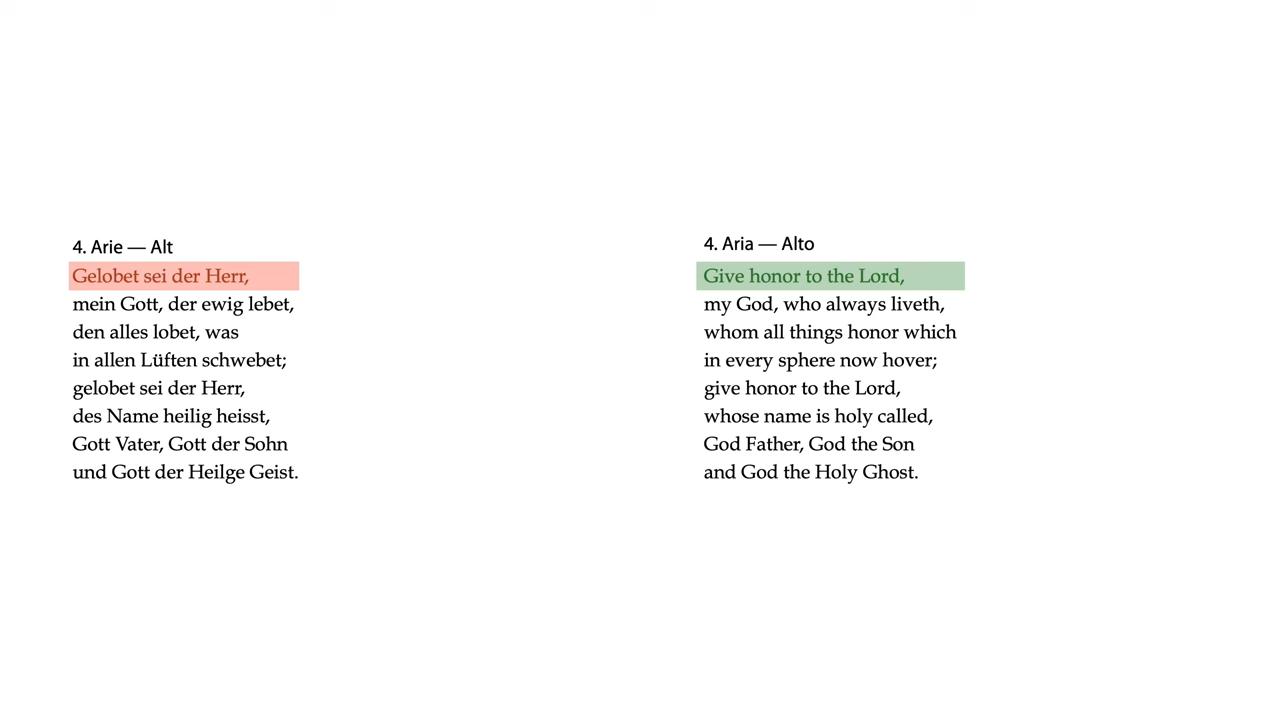 4. Arie — Alt
Gelobet sei der Herr,
mein Gott, der ewig lebet,
den alles lobet, was
in allen Lüften schwebet;
gelobet sei der Herr,
des Name heilig heisst,
Gott Vater, Gott der Sohn
und Gott der Heilge Geist.
4. Aria — Alto
Give honor to the Lord,
my God, who always liveth,
whom all things honor which
in every sphere now hover;
give honor to the Lord,
whose name is holy called,
God Father, God the Son
and God the Holy Ghost.